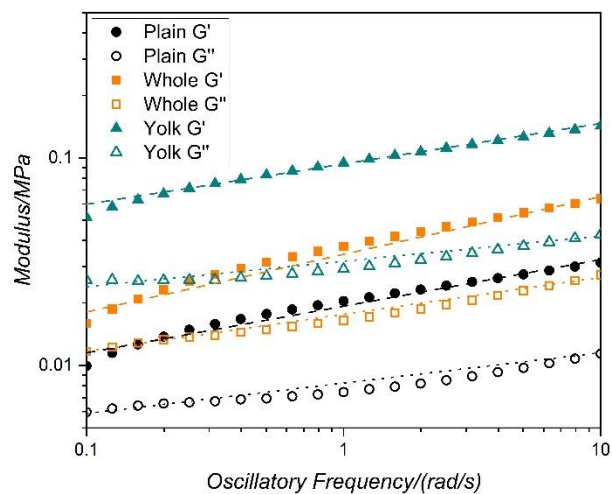 Plain G'
Plain G''
Whole G'
Whole G''
Yolk G'
Yolk G''
0.1
0.01
Modulus/MPa
0.1 1 10
Oscillatory Frequency/(rad/s)